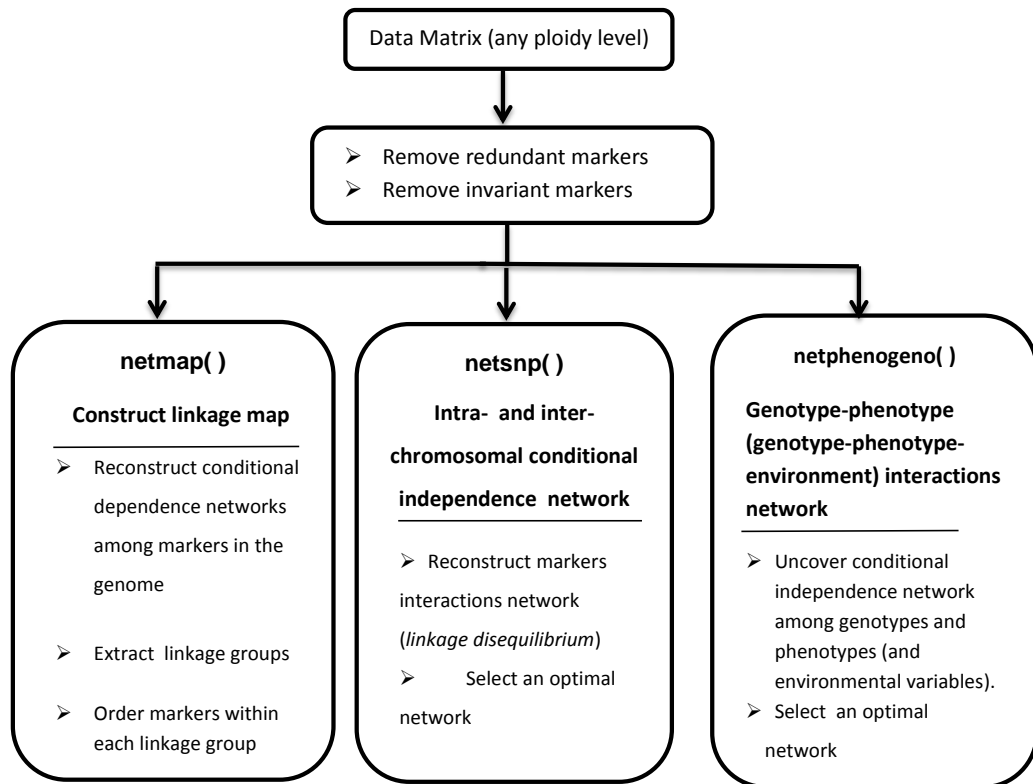 Data Matrix (any ploidy level)
➢ Remove redundant markers
➢ Remove invariant markers
netmap( )
Construct linkage map
➢ Reconstruct conditional
dependence networks
among markers in the
genome
➢ Extract linkage groups
➢ Order markers within
each linkage group
netsnp( )
Intra- and inter-
chromosomal conditional
independence network
➢ Reconstruct markers
interactions network
(linkage disequilibrium)
➢ Select an optimal
network
netphenogeno( )
Genotype-phenotype
(genotype-phenotype-
environment) interactions
network
➢ Uncover conditional
independence network
among genotypes and
phenotypes (and
environmental variables).
➢ Select an optimal
network